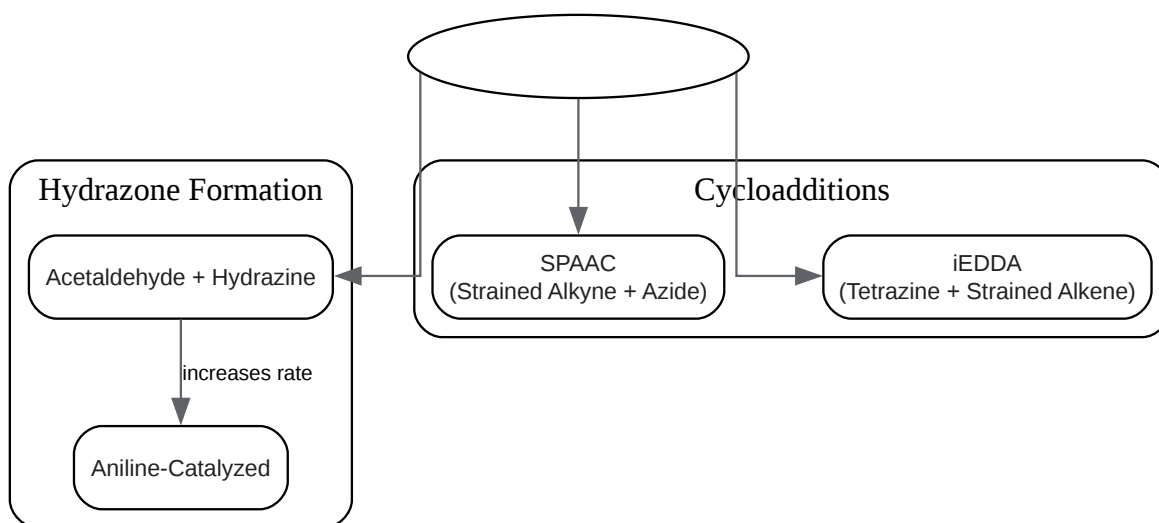 Hydrazone Formation
Cycloadditions
Acetaldehyde + Hydrazine
SPAAC
(Strained Alkyne + Azide)
iEDDA
(Tetrazine + Strained Alkene)
increases rate
Aniline-Catalyzed